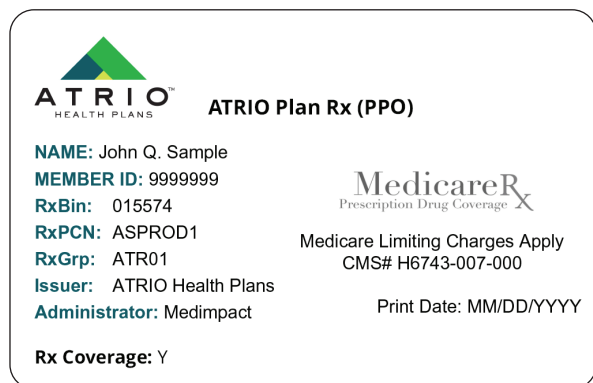 ATRIO™
HEALTH PLANS
ATRIO Plan Rx (PPO)
NAME: John Q. Sample
MEMBER ID: 9999999
RxBin: 015574
RxPCN: ASPROD1
RxGrp: ATR01
Issuer: ATRIO Health Plans
Administrator: Medimpact
Rx Coverage: Y
MedicareRx
Prescription Drug Coverage
Medicare Limiting Charges Apply
CMS# H6743-007-000
Print Date: MM/DD/YYYY